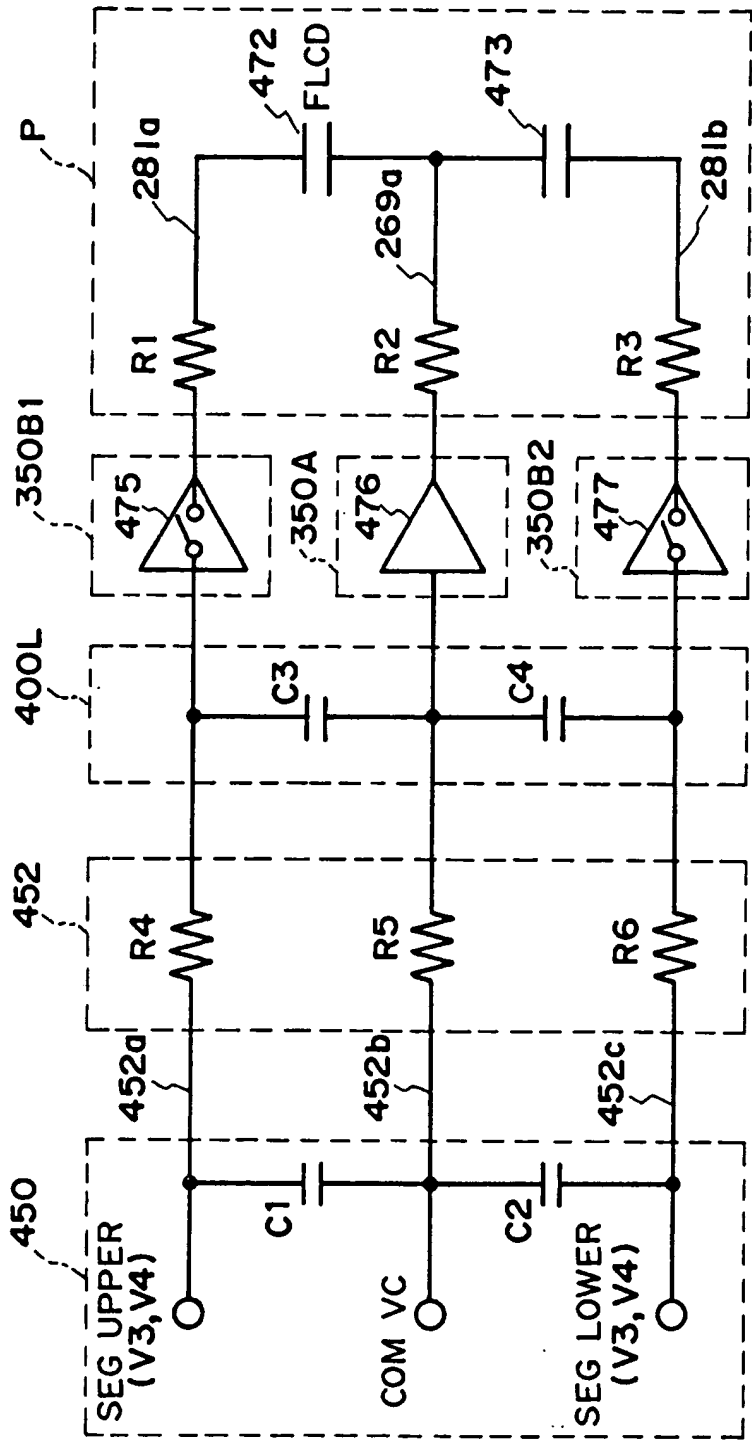 450
452
400L
350B1
P
SEG UPPER
(V3, V4)
452a
R4
475
R1
281a
472
FLCD
C1
C3
350A
COM VC
452b
R5
476
R2
269a
C2
C4
350B2
473
SEG LOWER
(V3, V4)
452c
R6
477
R3
281b